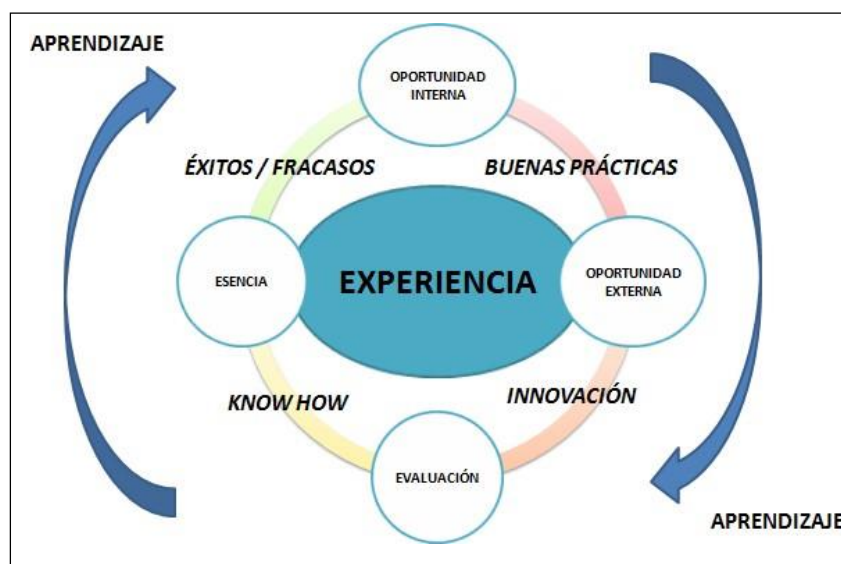 APRENDIZAJE
OPORTUNIDAD
INTERNA
ÉXITOS / FRACASOS
BUENAS PRÁCTICAS
ESENCIA
EXPERIENCIA
OPORTUNIDAD
EXTERNA
KNOW HOW
INNOVACIÓN
EVALUACIÓN
APRENDIZAJE